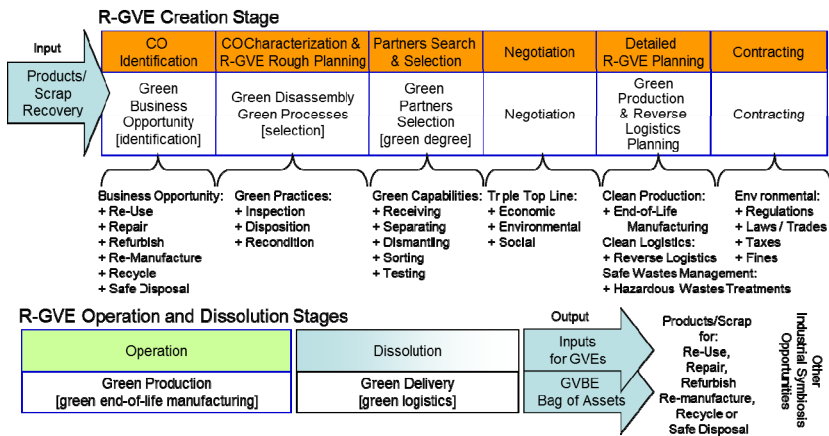 R-GVE Creation Stage
Input
Products/
Scrap
Recovery
CO
Identification
Green
Business
Opportunity
[identification]
CO Characterization &
R-GVE Rough Planning
Green Disassembly
Green Processes
[selection]
Partners Search
& Selection
Green
Partners
Selection
[green degree]
Negotiation
Negotiation
Detailed
R-GVE Planning
Green
Production
& Reverse
Logistics
Planning
Contracting
Contracting
Business Opportunity:
+ Re-Use
+ Repair
+ Refurbish
+ Re-Manufacture
+ Recycle
+ Safe Disposal
Green Practices:
+ Inspection
+ Disposition
+ Recondition
Green Capabilities:
+ Receiving
+ Separating
+ Dismantling
+ Sorting
+ Testing
Triple Top Line:
+ Economic
+ Environmental
+ Social
Clean Production:
+ End-of-Life
Manufacturing
Clean Logistics:
+ Reverse Logistics
Safe Wastes Management:
+ Hazardous Wastes Treatments
Environmental:
+ Regulations
+ Laws / Trades
+ Taxes
+ Fines
R-GVE Operation and Dissolution Stages
Operation
Green Production
[green end-of-life manufacturing]
Dissolution
Green Delivery
[green logistics]
Output
Inputs
for GVEs
GVBE
Bag of Assets
Products/Scrap
for:
Re-Use,
Repair,
Refurbish
Re-manufacture,
Recycle or
Safe Disposal
Other
Industrial Symbiosis
Opportunities